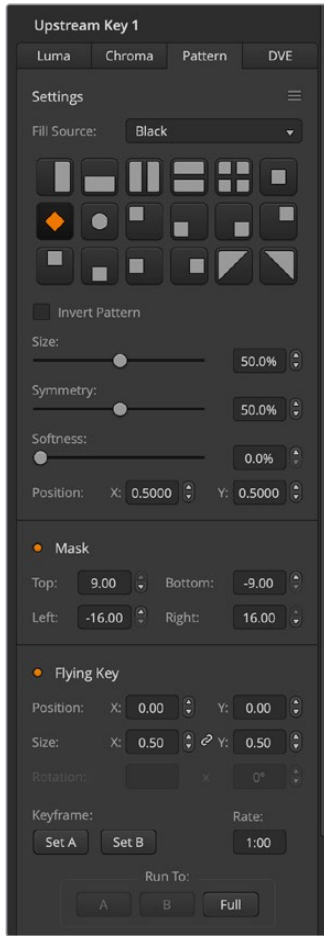 Upstream Key 1
Luma Chroma Pattern DVE
Settings
Fill Source: Black
Invert Pattern
Size:
50.0%
Symmetry:
50.0%
Softness:
0.0%
Position: X: 0.5000 Y: 0.5000
Mask
Top: 9.00 Bottom: -9.00
Left: -16.00 Right: 16.00
Flying Key
Position: X: 0.00 Y: 0.00
Size: X: 0.50 Y: 0.50
Rotation: x 0°
Keyframe: Rate:
Set A Set B 1:00
Run To:
A B Full